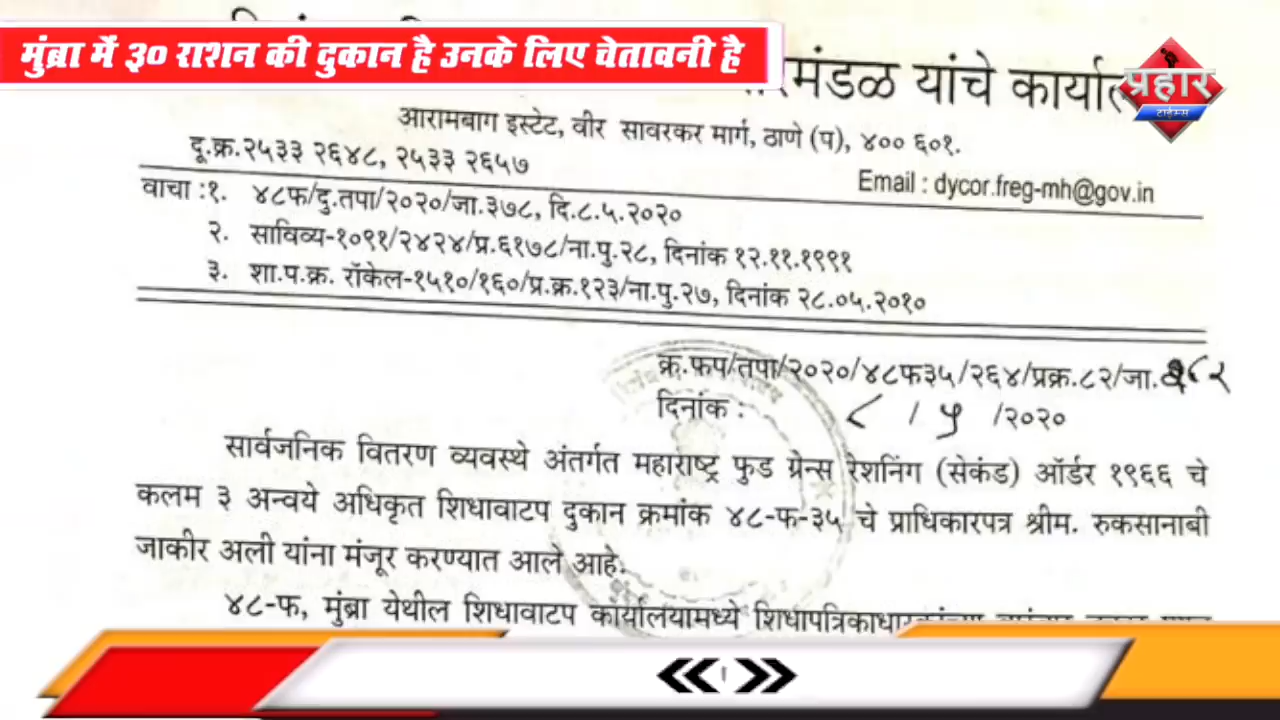 मुंब्रा में ३० राशन की दुकान है उनके लिए चेतावनी है
यांचे
प्रहार
टाईम्स
आरामबाग इस्टेट, वीर सावरकर मार्ग, ठाणे (प), ४०० ६०१.
दू.क्र.२५३३ २६४८, २५३३ २६५७
Email : dycor.freg-mh@gov.in
वाचा :१. ४८फ/दु.तपा/२०२०/जा.३७८, दि.८.५.२०२०
२. साविव्य-१०९१/२४२४/प्र.६१७८/ना.पु.२८, दिनांक १२.११.१९९१
३. शा.प.क्र. रॉकेल-१५१०/१६०/प्र.क्र.१२३/ना.पु.२७, दिनांक २८.०५.२०१०
क्र.फप/तपा/२०२०/४८फ३५/२६४/प्रक्र.८२/जा.
दिनांक : ८ / ५ /२०२०
सार्वजनिक वितरण व्यवस्थे अंतर्गत महाराष्ट्र फुड ग्रेन्स रेशनिंग (सेकंड) ऑर्डर १९६६ चे
कलम ३ अन्वये अधिकृत शिधावाटप दुकान क्रमांक ४८-फ-३५ चे प्राधिकारपत्र श्रीम. रुकसानाबी
जाकीर अली यांना मंजूर करण्यात आले आहे.
४८-फ, मुंब्रा येथील शिधावाटप कार्यालयामध्ये